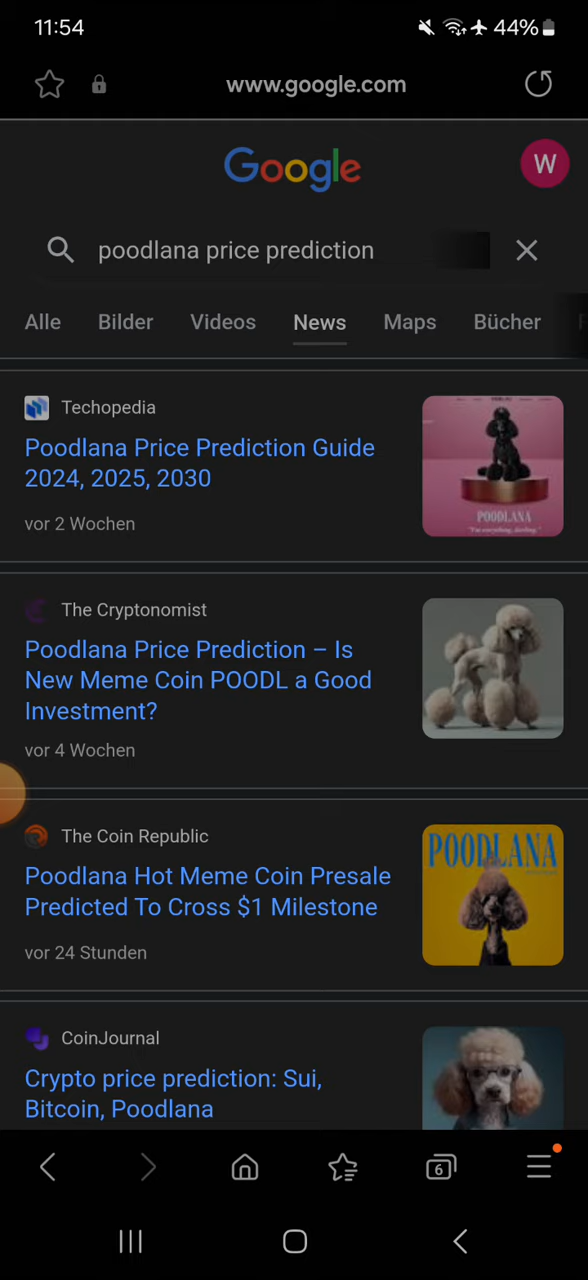 11:54
44%
www.google.com
Google
W
poodlana price prediction
Alle Bilder Videos News Maps Bücher
Techopedia
Poodlana Price Prediction Guide
2024, 2025, 2030
vor 2 Wochen
POODLANA
The Cryptonomist
Poodlana Price Prediction – Is
New Meme Coin POODL a Good
Investment?
vor 4 Wochen
The Coin Republic
Poodlana Hot Meme Coin Presale
Predicted To Cross $1 Milestone
vor 24 Stunden
POODLANA
CoinJournal
Crypto price prediction: Sui,
Bitcoin, Poodlana
6